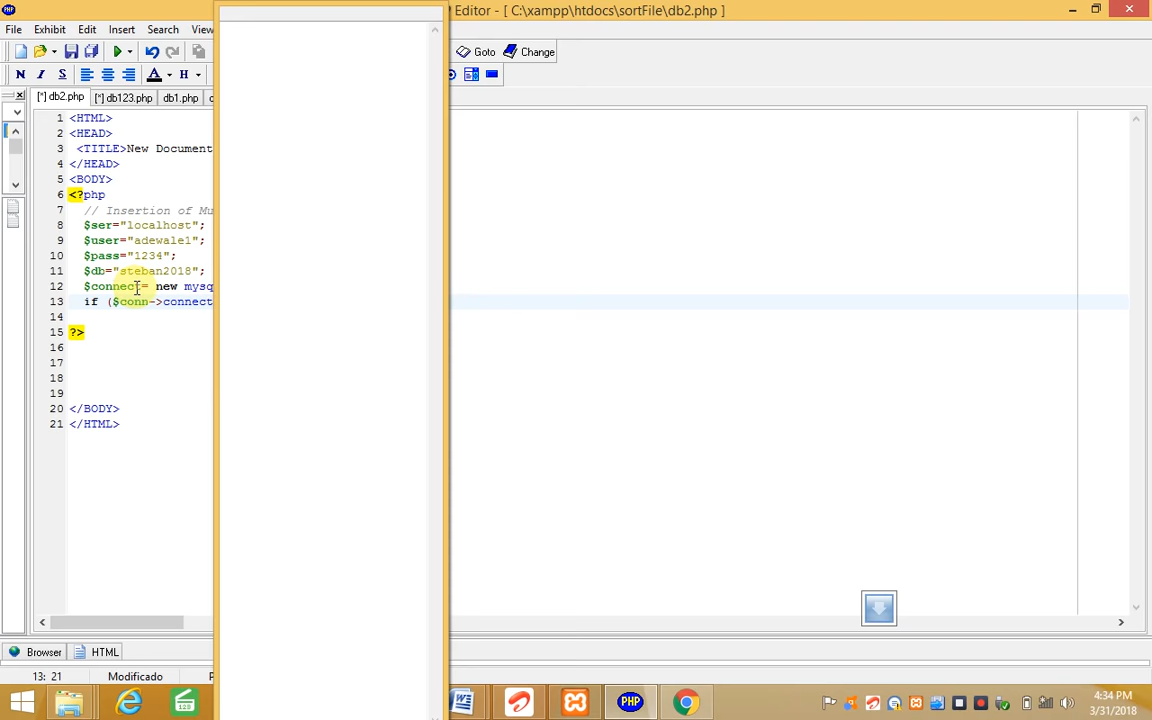 Editor - [ C:\xampp\htdocs\sortFile\db2.php ]
File Exhibit Edit Insert Search View
Goto Change
N I S A H
[*] db2.php [*] db123.php db1.php
1 <HTML>
2 <HEAD>
3 <TITLE>New Document
4 </HEAD>
5 <BODY>
6 <?php
7 // Insertion of Mu
8 $ser="localhost";
9 $user="adewale1";
10 $pass="1234";
11 $db="steban2018";
12 $connect= new mysq
13 if ($conn->connect
14
15 ?>
16
17
18
19
20 </BODY>
21 </HTML>
Browser HTML
13: 21 Modificado
123
PHP
4:34 PM
3/31/2018